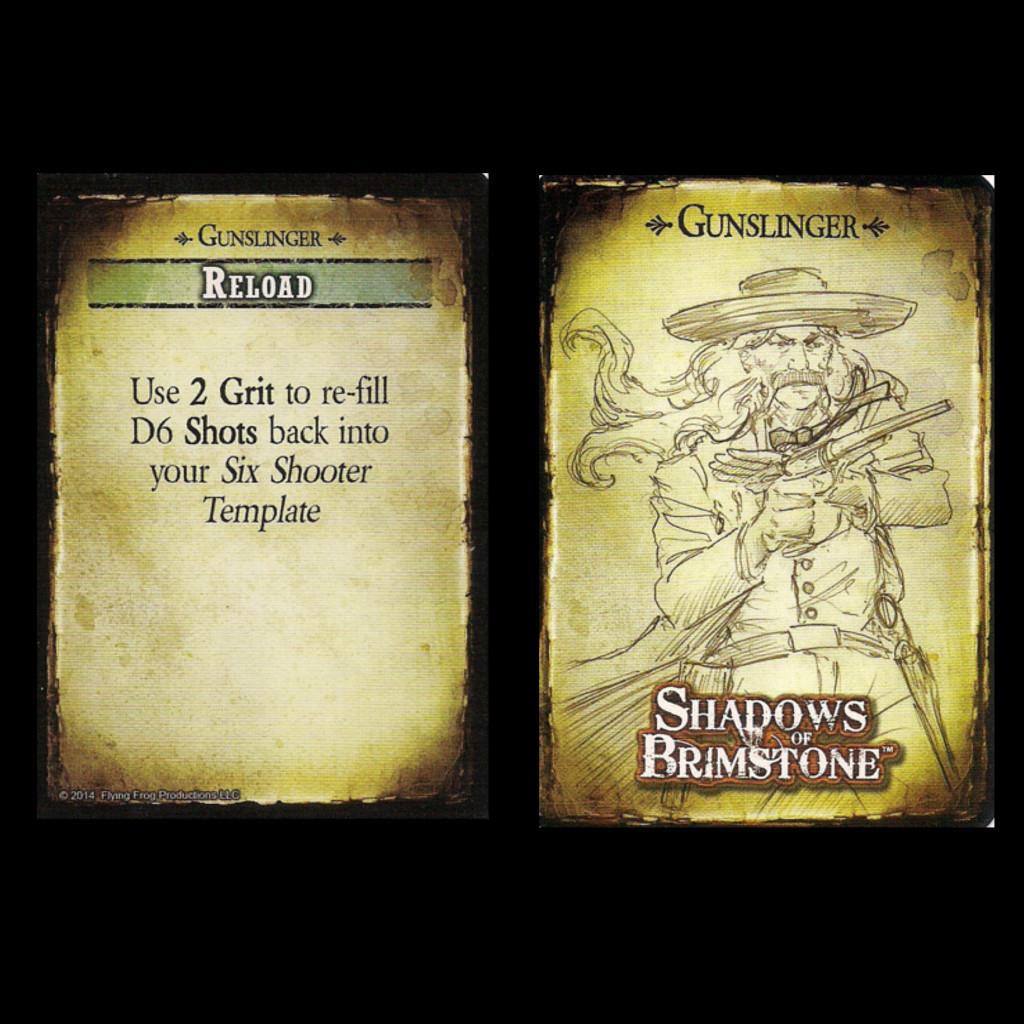 GUNSLINGER
RELOAD
Use 2 Grit to re-fill
D6 Shots back into
your Six Shooter
Template
© 2014 Flying Frog Productions LLC
GUNSLINGER
SHADOWS
OF
BRIMSTONE™